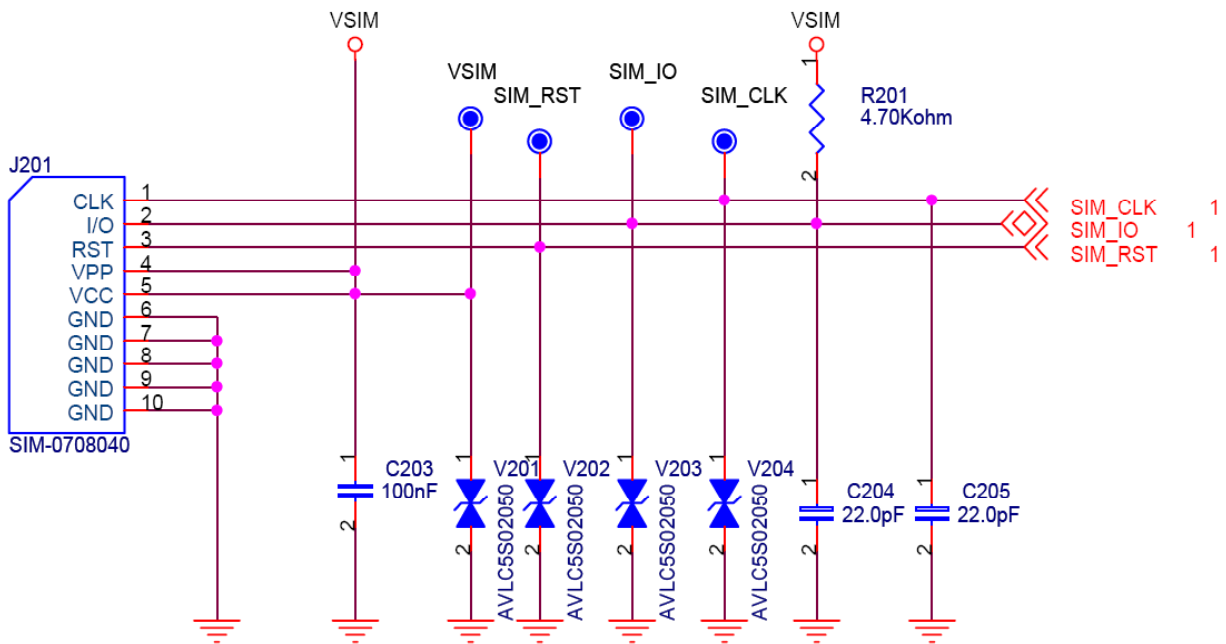 VSIM
VSIM
VSIM
SIM_IO
SIM_RST
SIM_CLK
R201
4.70Kohm
1
2
J201
CLK 1
I/O 2
RST 3
VPP 4
VCC 5
GND 6
GND 7
GND 8
GND 9
GND 10
SIM-0708040
SIM_CLK 1
SIM_IO 1
SIM_RST 1
1
C203
100nF
2
1
V201
AVLC5S02050
2
1
V202
AVLC5S02050
2
1
V203
AVLC5S02050
2
1
V204
AVLC5S02050
2
1
C204
22.0pF
2
1
C205
22.0pF
2